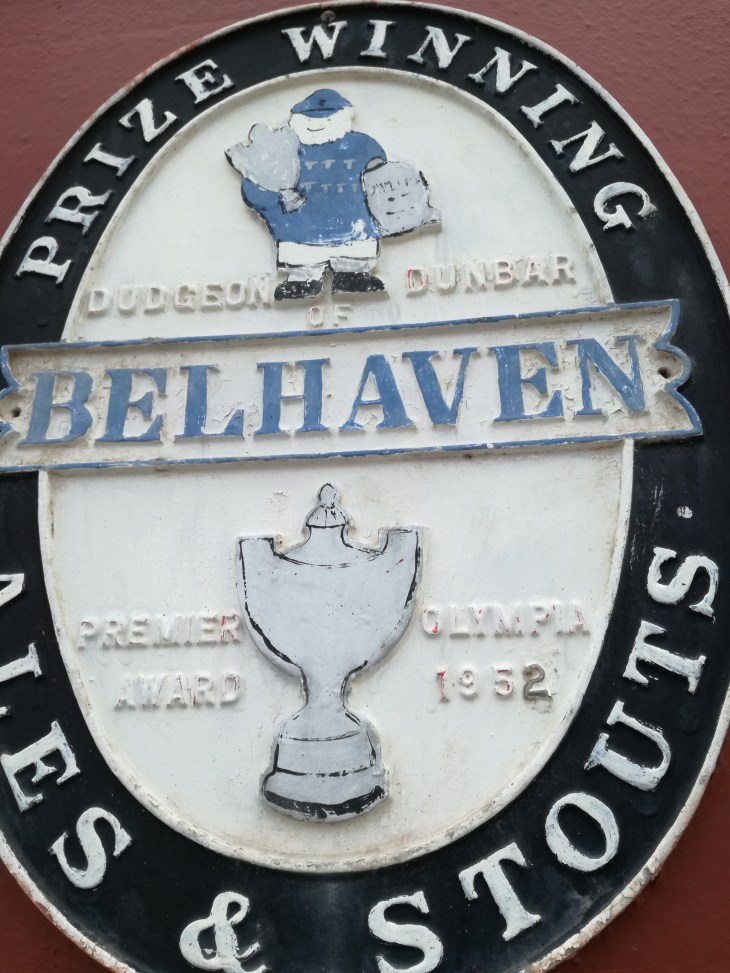 PRIZE WINNING
DUDGEON OF DUNBAR
BELHAVEN
PREMIER AWARD
OLYMPIA 1952
ALES & STOUTS.